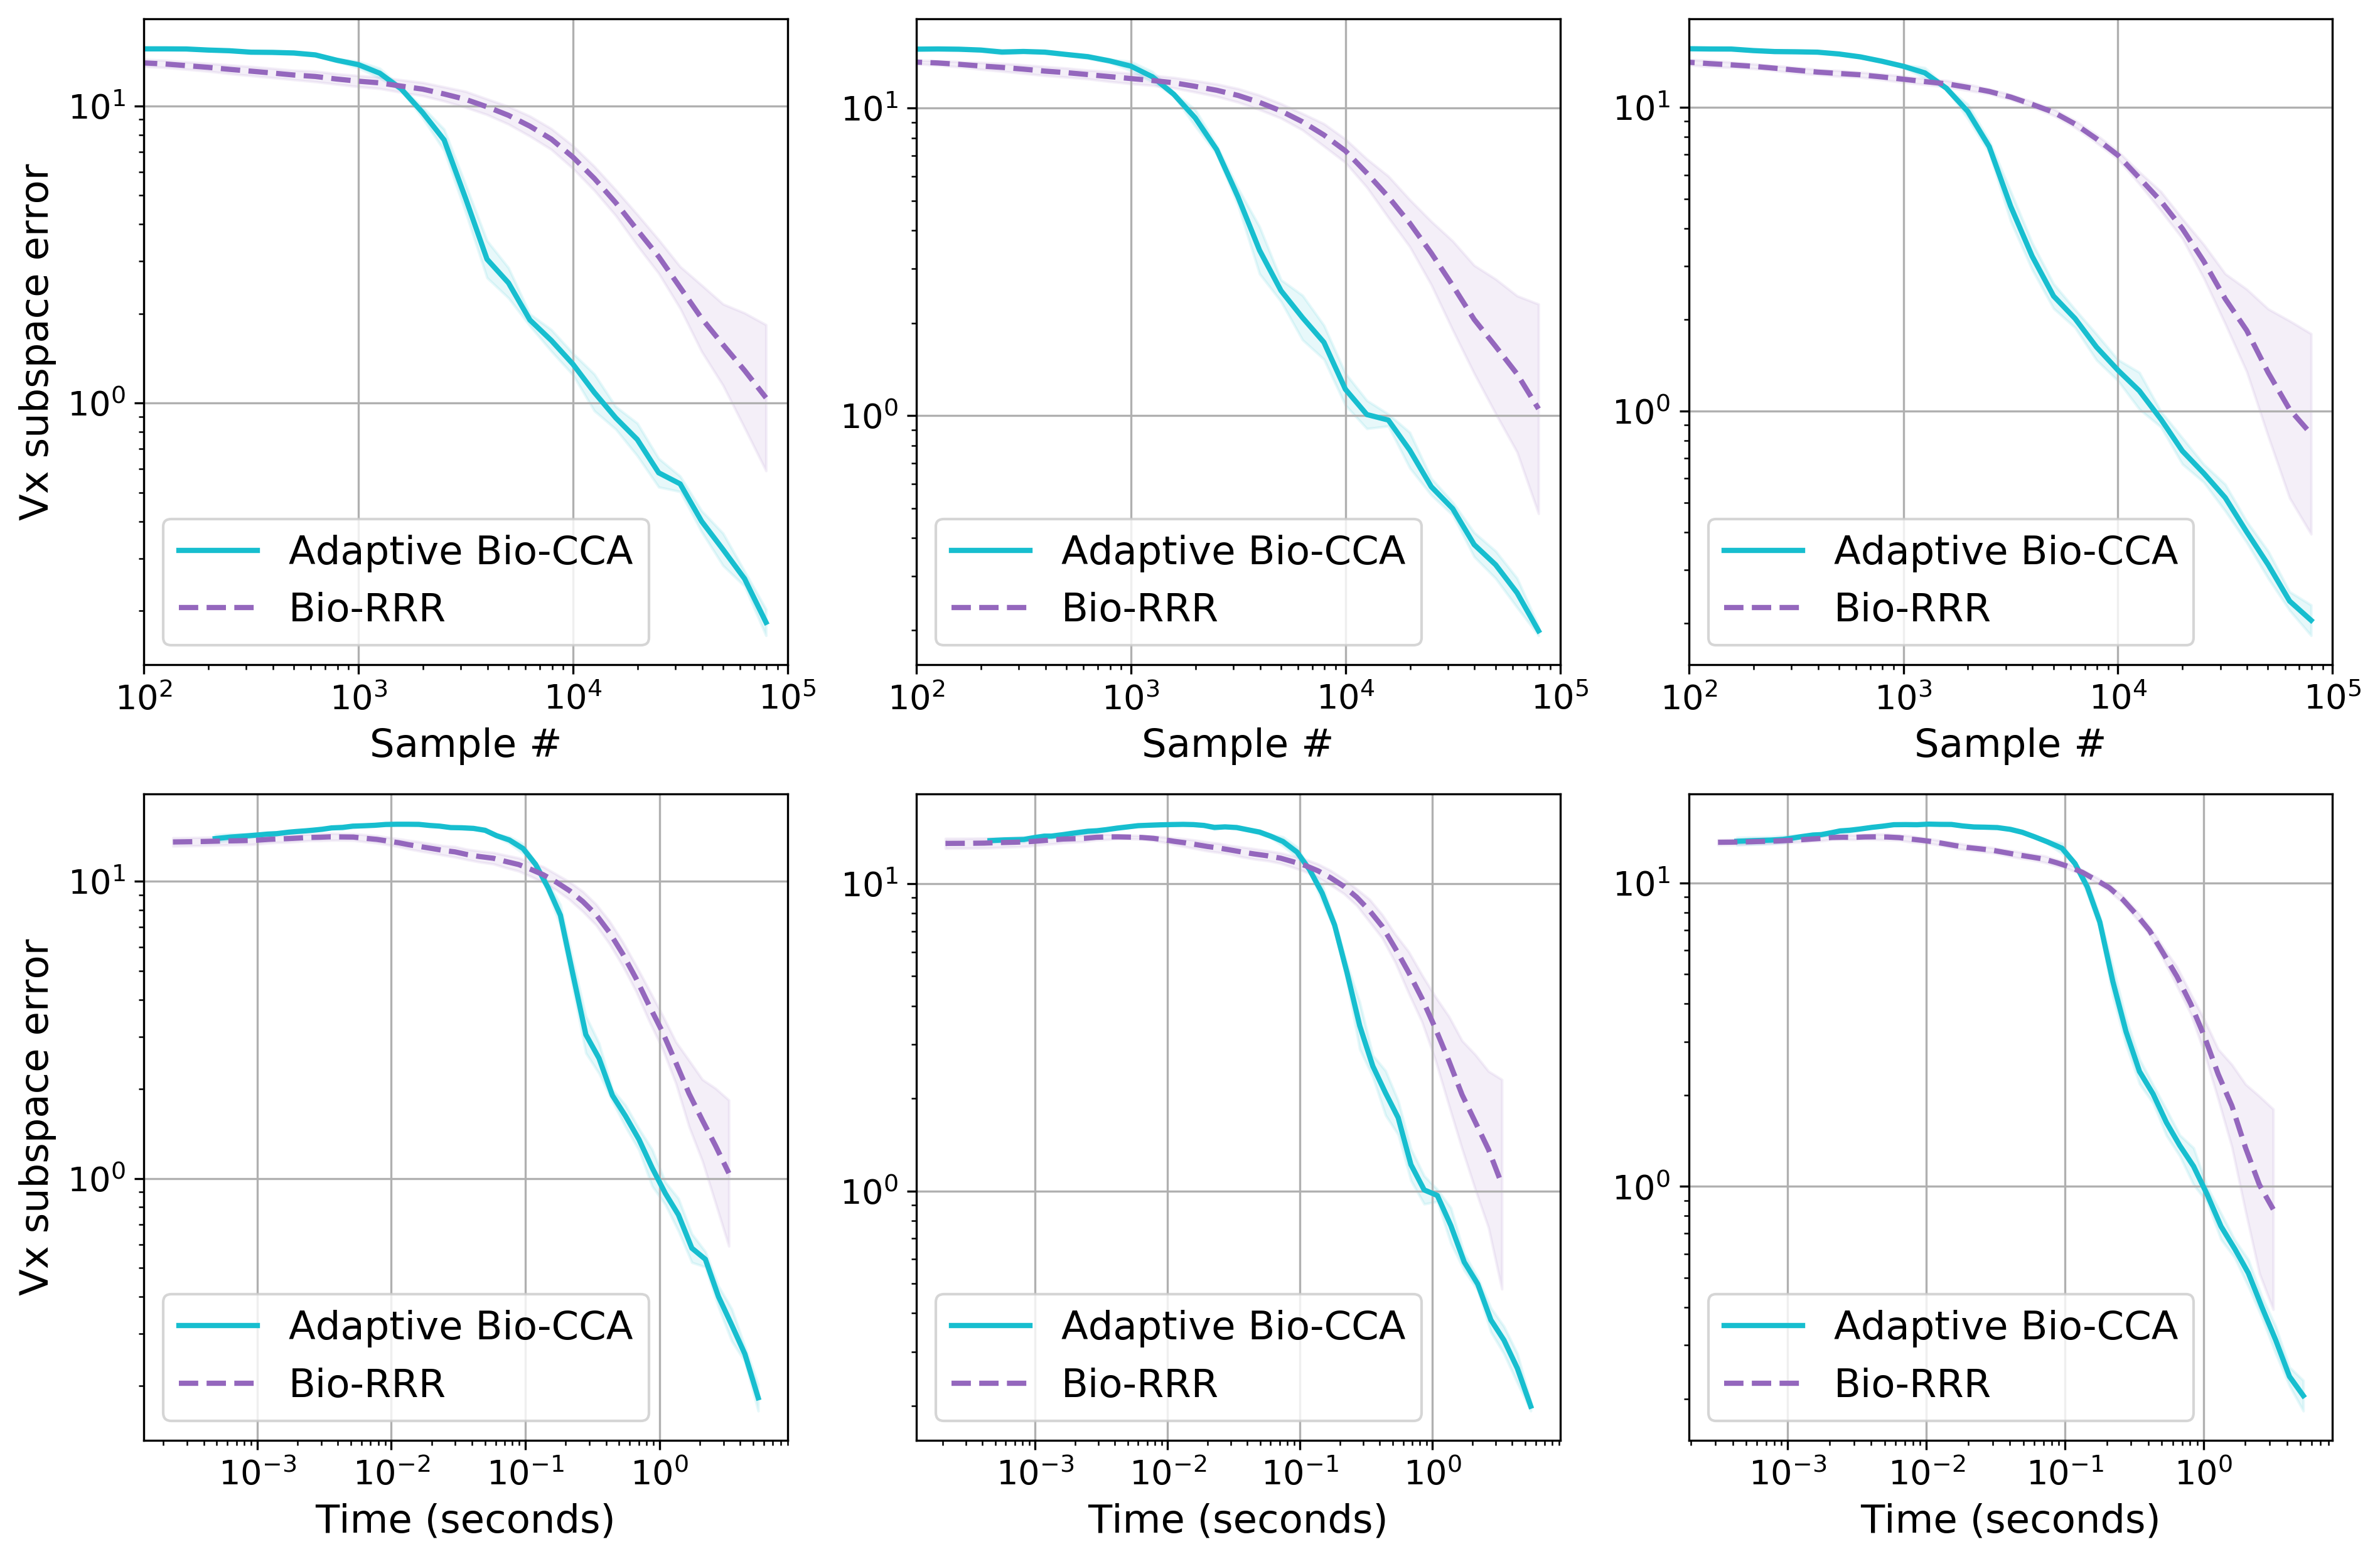 Vx subspace error
10¹
10⁰
Adaptive Bio-CCA
Bio-RRR
10² 10³ 10⁴ 10⁵
Sample #
10¹
10⁰
Adaptive Bio-CCA
Bio-RRR
10² 10³ 10⁴ 10⁵
Sample #
10¹
10⁰
Adaptive Bio-CCA
Bio-RRR
10² 10³ 10⁴ 10⁵
Sample #
Vx subspace error
10¹
10⁰
Adaptive Bio-CCA
Bio-RRR
10⁻³ 10⁻² 10⁻¹ 10⁰
Time (seconds)
10¹
10⁰
Adaptive Bio-CCA
Bio-RRR
10⁻³ 10⁻² 10⁻¹ 10⁰
Time (seconds)
10¹
10⁰
Adaptive Bio-CCA
Bio-RRR
10⁻³ 10⁻² 10⁻¹ 10⁰
Time (seconds)